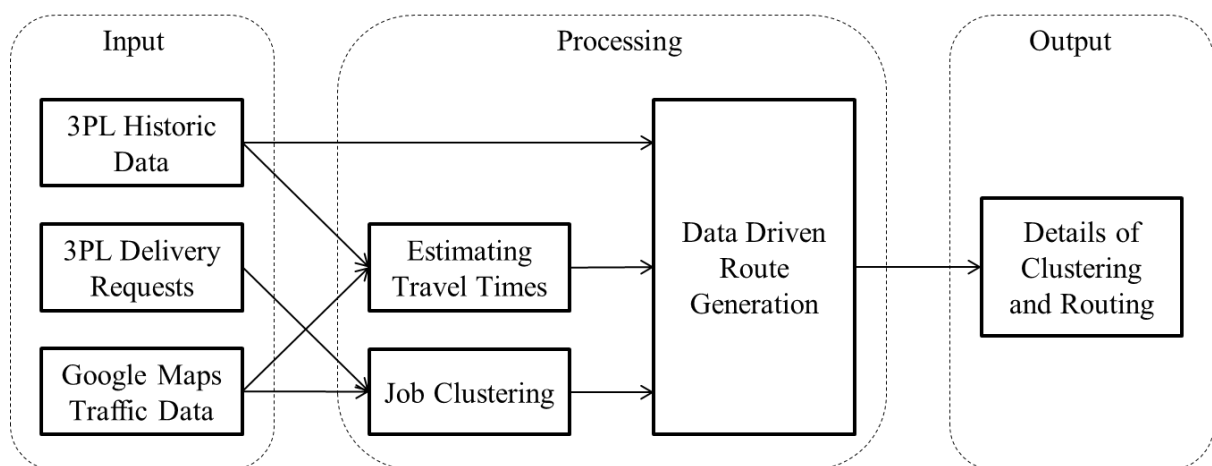 Input
Processing
Output
3PL Historic
Data
3PL Delivery
Requests
Google Maps
Traffic Data
Estimating
Travel Times
Job Clustering
Data Driven
Route
Generation
Details of
Clustering
and Routing